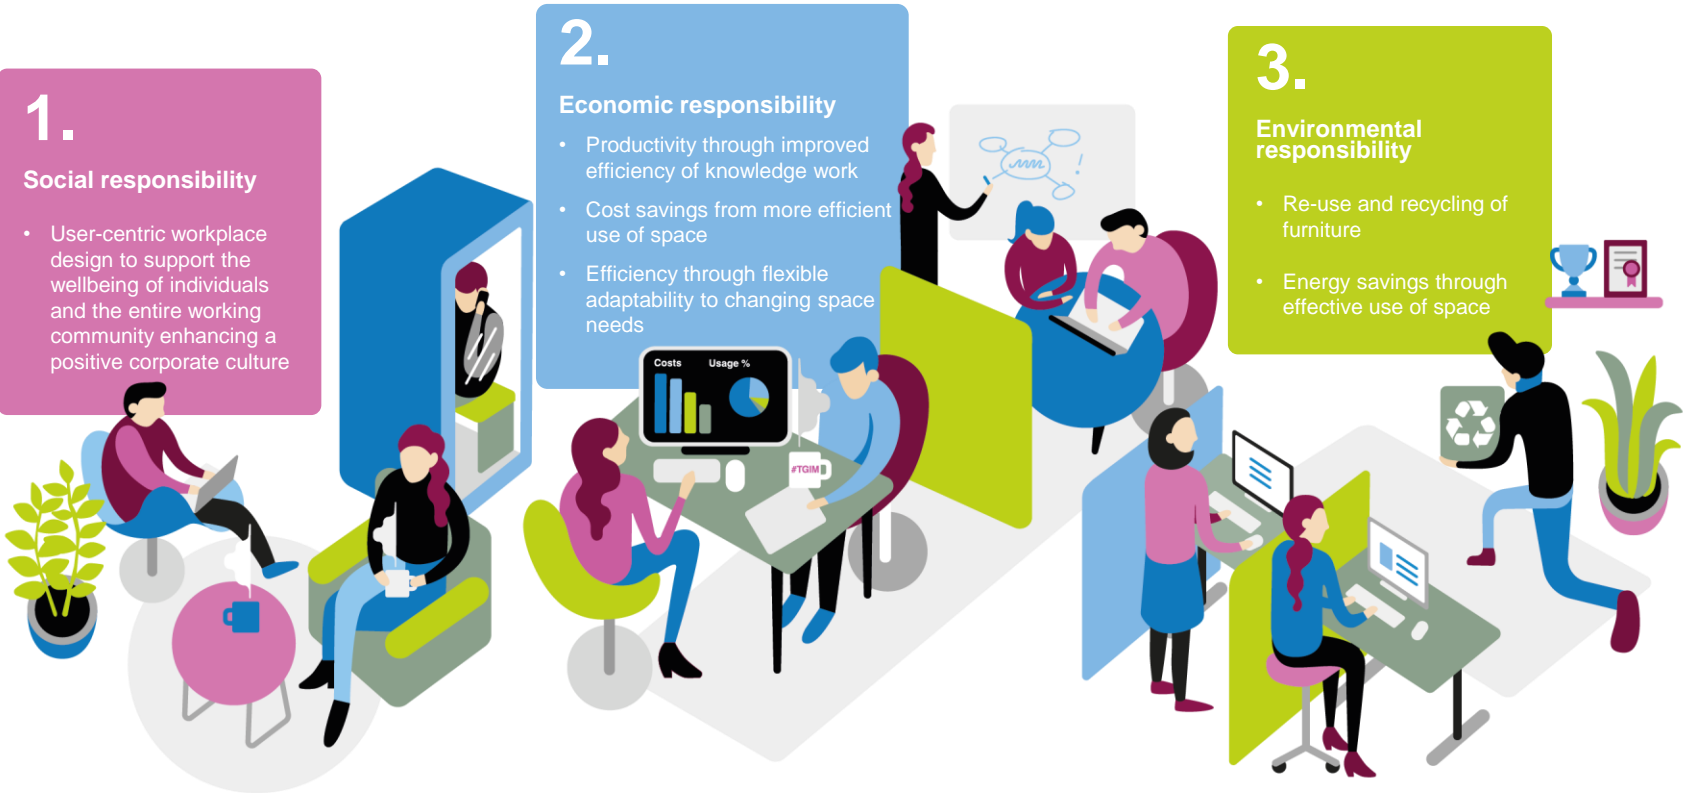 1.
Social responsibility
• User-centric workplace
design to support the
wellbeing of individuals
and the entire working
community enhancing a
positive corporate culture
2.
Economic responsibility
• Productivity through improved
efficiency of knowledge work
• Cost savings from more efficient
use of space
• Efficiency through flexible
adaptability to changing space
needs
Costs Usage %
#TGIM
3.
Environmental
responsibility
• Re-use and recycling of
furniture
• Energy savings through
effective use of space